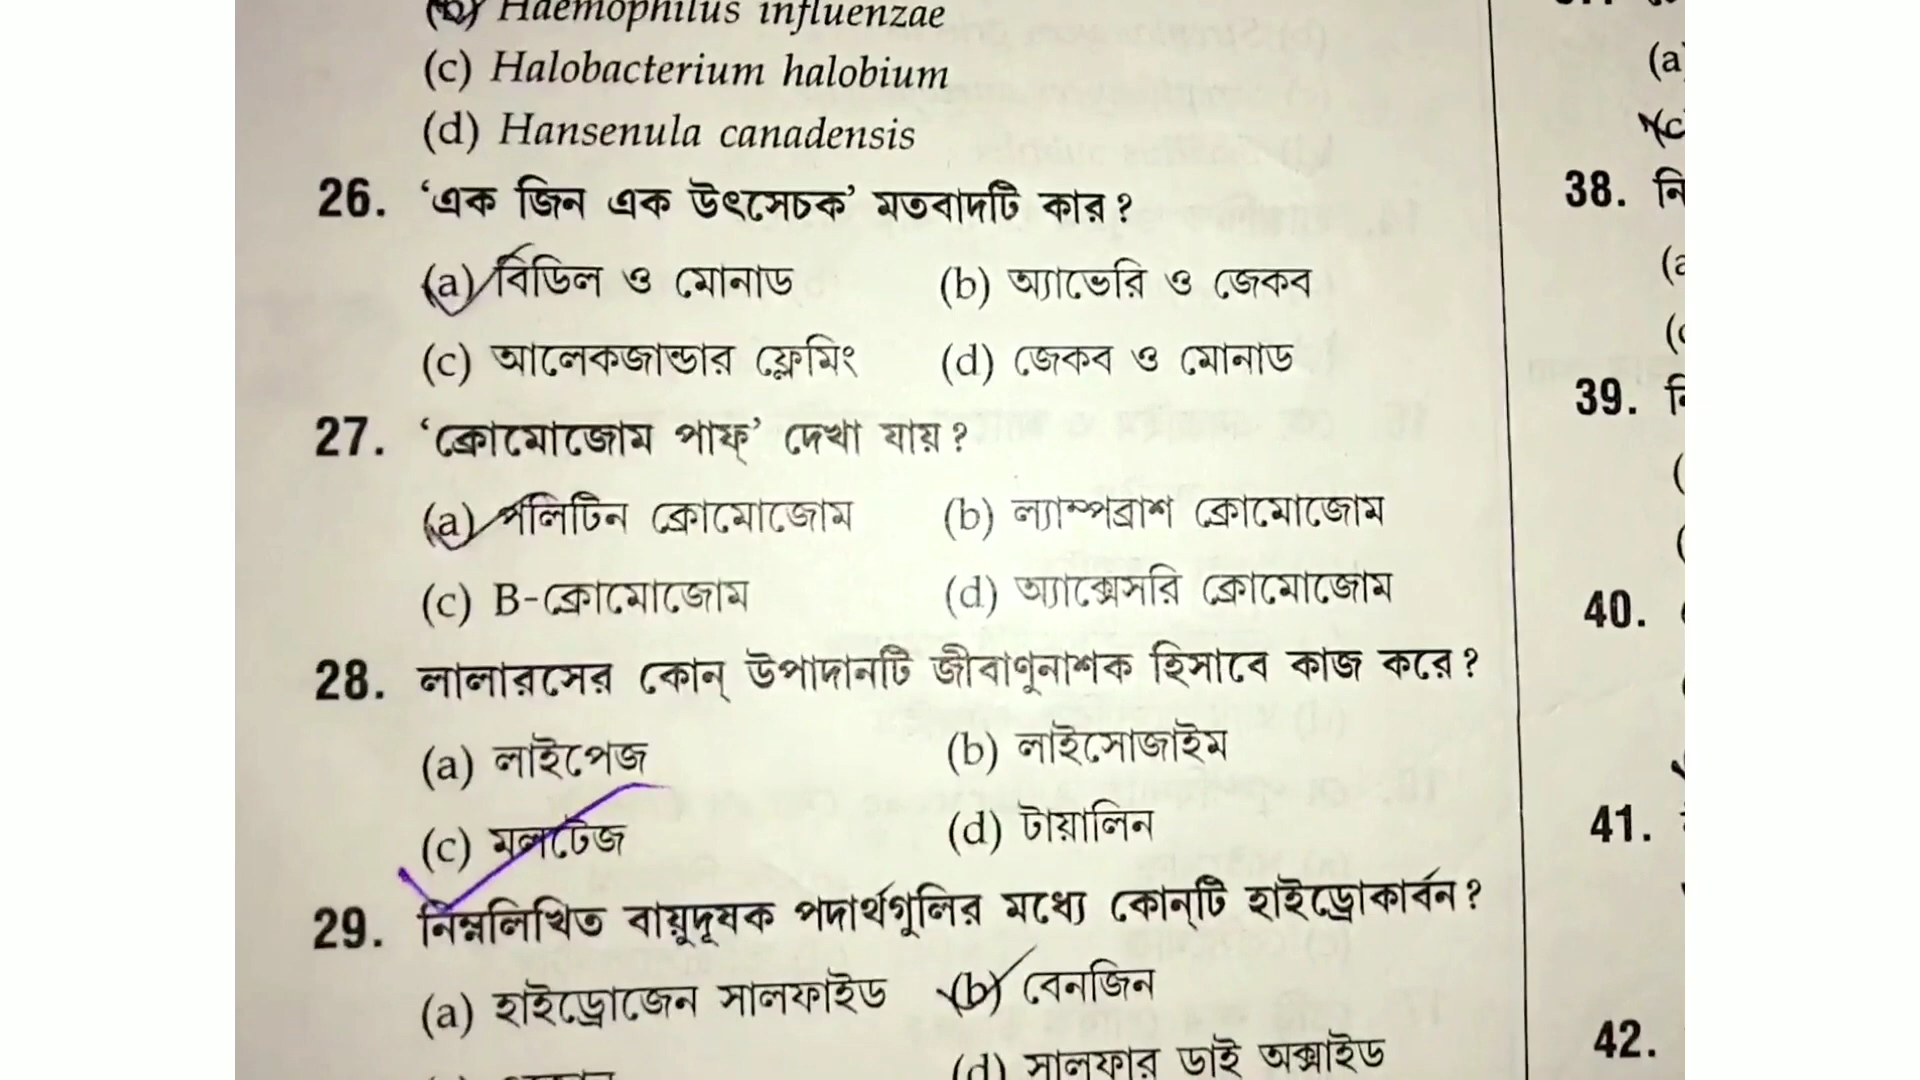 (b) Haemophilus influenzae
(c) Halobacterium halobium
(d) Hansenula canadensis
26. ‘এক জিন এক উৎসেচক’ মতবাদটি কার?
(a) বিডিল ও মোনাড (b) অ্যাভেরি ও জেকব
(c) আলেকজান্ডার ফ্লেমিং (d) জেকব ও মোনাড
27. ‘ক্রোমোজোম পাফ্’ দেখা যায়?
(a) পলিটিন ক্রোমোজোম (b) ল্যাম্পব্রাশ ক্রোমোজোম
(c) B-ক্রোমোজোম (d) অ্যাক্সেসরি ক্রোমোজোম
28. লালারসের কোন্ উপাদানটি জীবাণুনাশক হিসাবে কাজ করে?
(a) লাইপেজ (b) লাইসোজাইম
(c) মলটেজ (d) টায়ালিন
29. নিম্নলিখিত বায়ুদূষক পদার্থগুলির মধ্যে কোন্‌টি হাইড্রোকার্বন?
(a) হাইড্রোজেন সালফাইড (b) বেনজিন
(d) সালফার ডাই অক্সাইড
(a
(c
38. নি
(a
(c
39. নি
(
(
40.
41.
42.